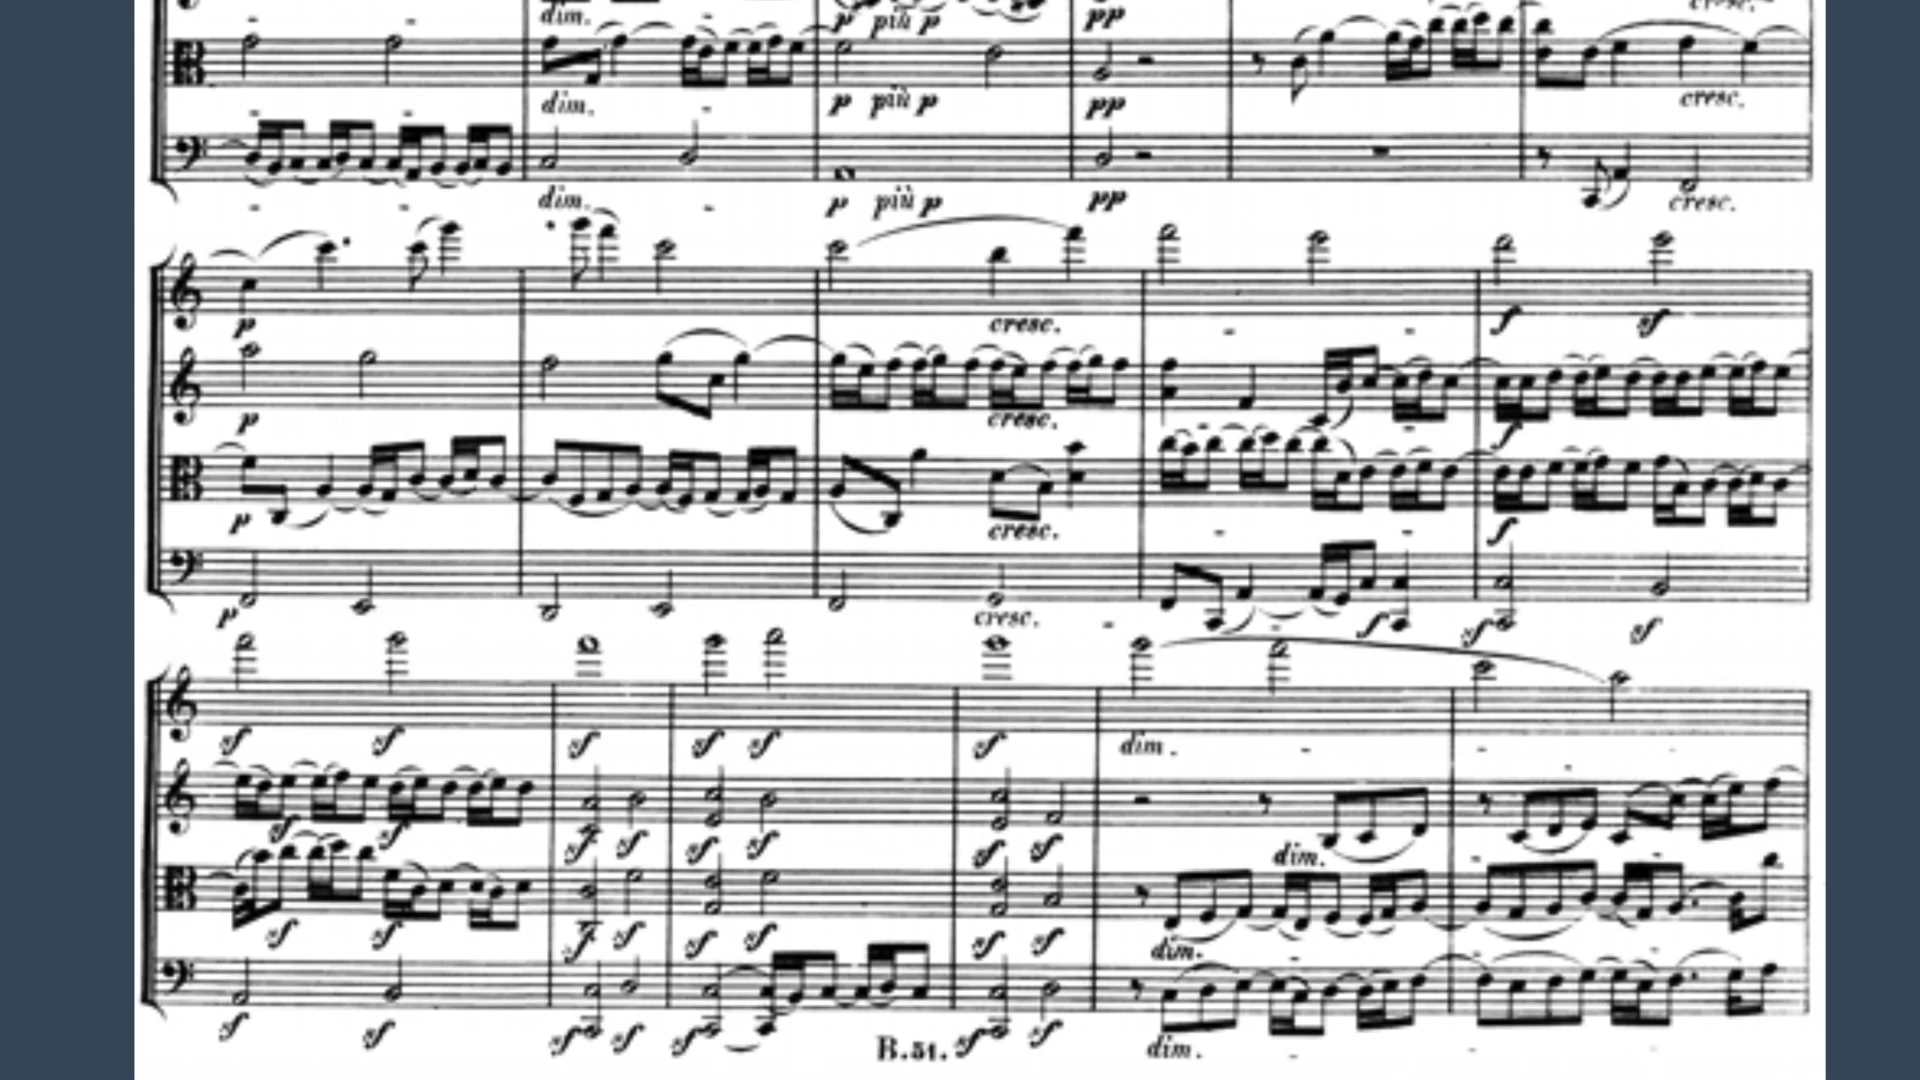 dim. - p più p pp cresc.
dim. - p più p pp cresc.
dim. - p più p pp cresc.
p cresc. - - f sf
p cresc. - f
p cresc. - - f
p cresc. - sf sf sf
sf sf sf sf sf sf dim. - - -
sf sf f sf sf sf sf sf dim. - -
sf sf f sf sf sf sf sf dim. - -
sf sf sf sf sf sf sf dim. - - -
B.51.